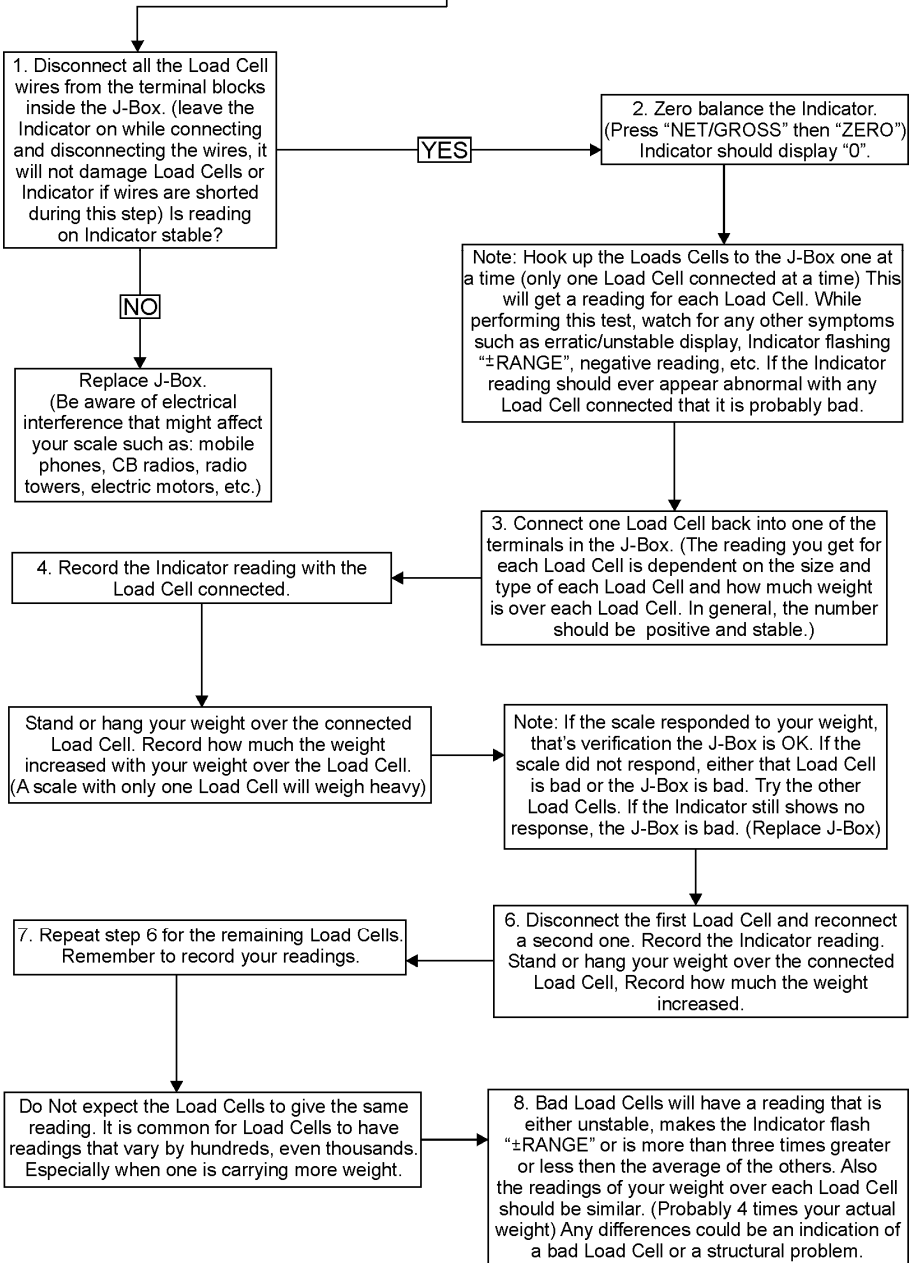 1. Disconnect all the Load Cell
wires from the terminal blocks
inside the J-Box. (leave the
Indicator on while connecting
and disconnecting the wires, it
will not damage Load Cells or
Indicator if wires are shorted
during this step) Is reading
on Indicator stable?
YES
2. Zero balance the Indicator.
(Press “NET/GROSS” then “ZERO”)
Indicator should display “0”.
NO
Replace J-Box.
(Be aware of electrical
interference that might affect
your scale such as: mobile
phones, CB radios, radio
towers, electric motors, etc.)
Note: Hook up the Loads Cells to the J-Box one at
a time (only one Load Cell connected at a time) This
will get a reading for each Load Cell. While
performing this test, watch for any other symptoms
such as erratic/unstable display, Indicator flashing
“±RANGE”, negative reading, etc. If the Indicator
reading should ever appear abnormal with any
Load Cell connected that it is probably bad.
3. Connect one Load Cell back into one of the
terminals in the J-Box. (The reading you get for
each Load Cell is dependent on the size and
type of each Load Cell and how much weight
is over each Load Cell. In general, the number
should be positive and stable.)
4. Record the Indicator reading with the
Load Cell connected.
Stand or hang your weight over the connected
Load Cell. Record how much the weight
increased with your weight over the Load Cell.
(A scale with only one Load Cell will weigh heavy)
Note: If the scale responded to your weight,
that’s verification the J-Box is OK. If the
scale did not respond, either that Load Cell
is bad or the J-Box is bad. Try the other
Load Cells. If the Indicator still shows no
response, the J-Box is bad. (Replace J-Box)
6. Disconnect the first Load Cell and reconnect
a second one. Record the Indicator reading.
Stand or hang your weight over the connected
Load Cell, Record how much the weight
increased.
7. Repeat step 6 for the remaining Load Cells.
Remember to record your readings.
Do Not expect the Load Cells to give the same
reading. It is common for Load Cells to have
readings that vary by hundreds, even thousands.
Especially when one is carrying more weight.
8. Bad Load Cells will have a reading that is
either unstable, makes the Indicator flash
“±RANGE” or is more than three times greater
or less then the average of the others. Also
the readings of your weight over each Load Cell
should be similar. (Probably 4 times your actual
weight) Any differences could be an indication of
a bad Load Cell or a structural problem.